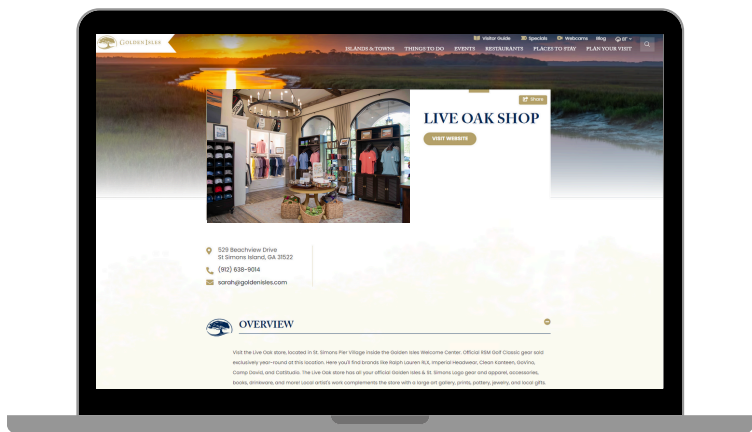 GOLDEN ISLES
Visitor Guide Specials Webcams Blog 81°
ISLANDS & TOWNS THINGS TO DO EVENTS RESTAURANTS PLACES TO STAY PLAN YOUR VISIT
Share
LIVE OAK SHOP
VISIT WEBSITE
529 Beachview Drive
St Simons Island, GA 31522
(912) 638-9014
sarah@goldenisles.com
OVERVIEW
Visit the Live Oak store, located in St. Simons Pier Village inside the Golden Isles Welcome Center. Official RSM Golf Classic gear sold
exclusively year-round at this location. Here you'll find brands like Ralph Lauren RLX, Imperial Headwear, Clean Kanteen, GoVino,
Camp David, and CatStudio. The Live Oak store has all your official Golden Isles & St. Simons Logo gear and apparel, accessories,
books, drinkware, and more! Local artist's work complements the store with a large art gallery, prints, pottery, jewelry, and local gifts.